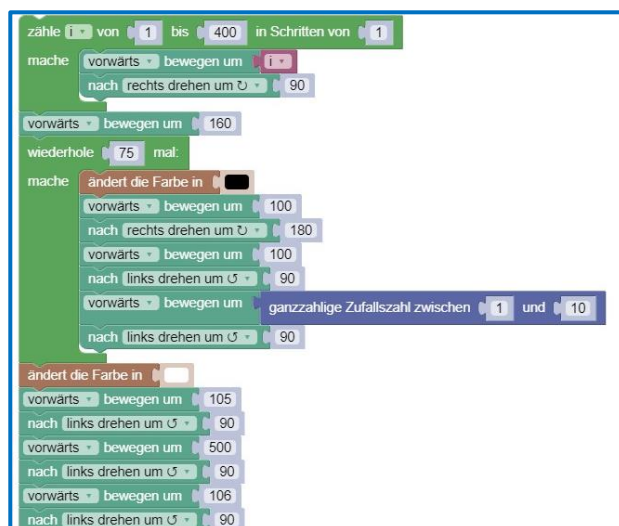 zähle i von 1 bis 400 in Schritten von 1
mache vorwärts bewegen um i
nach rechts drehen um ↻ 90
vorwärts bewegen um 160
wiederhole 75 mal:
mache ändert die Farbe in
vorwärts bewegen um 100
nach rechts drehen um ↻ 180
vorwärts bewegen um 100
nach links drehen um ↺ 90
vorwärts bewegen um ganzzahlige Zufallszahl zwischen 1 und 10
nach links drehen um ↺ 90
ändert die Farbe in
vorwärts bewegen um 105
nach links drehen um ↺ 90
vorwärts bewegen um 500
nach links drehen um ↺ 90
vorwärts bewegen um 106
nach links drehen um ↺ 90